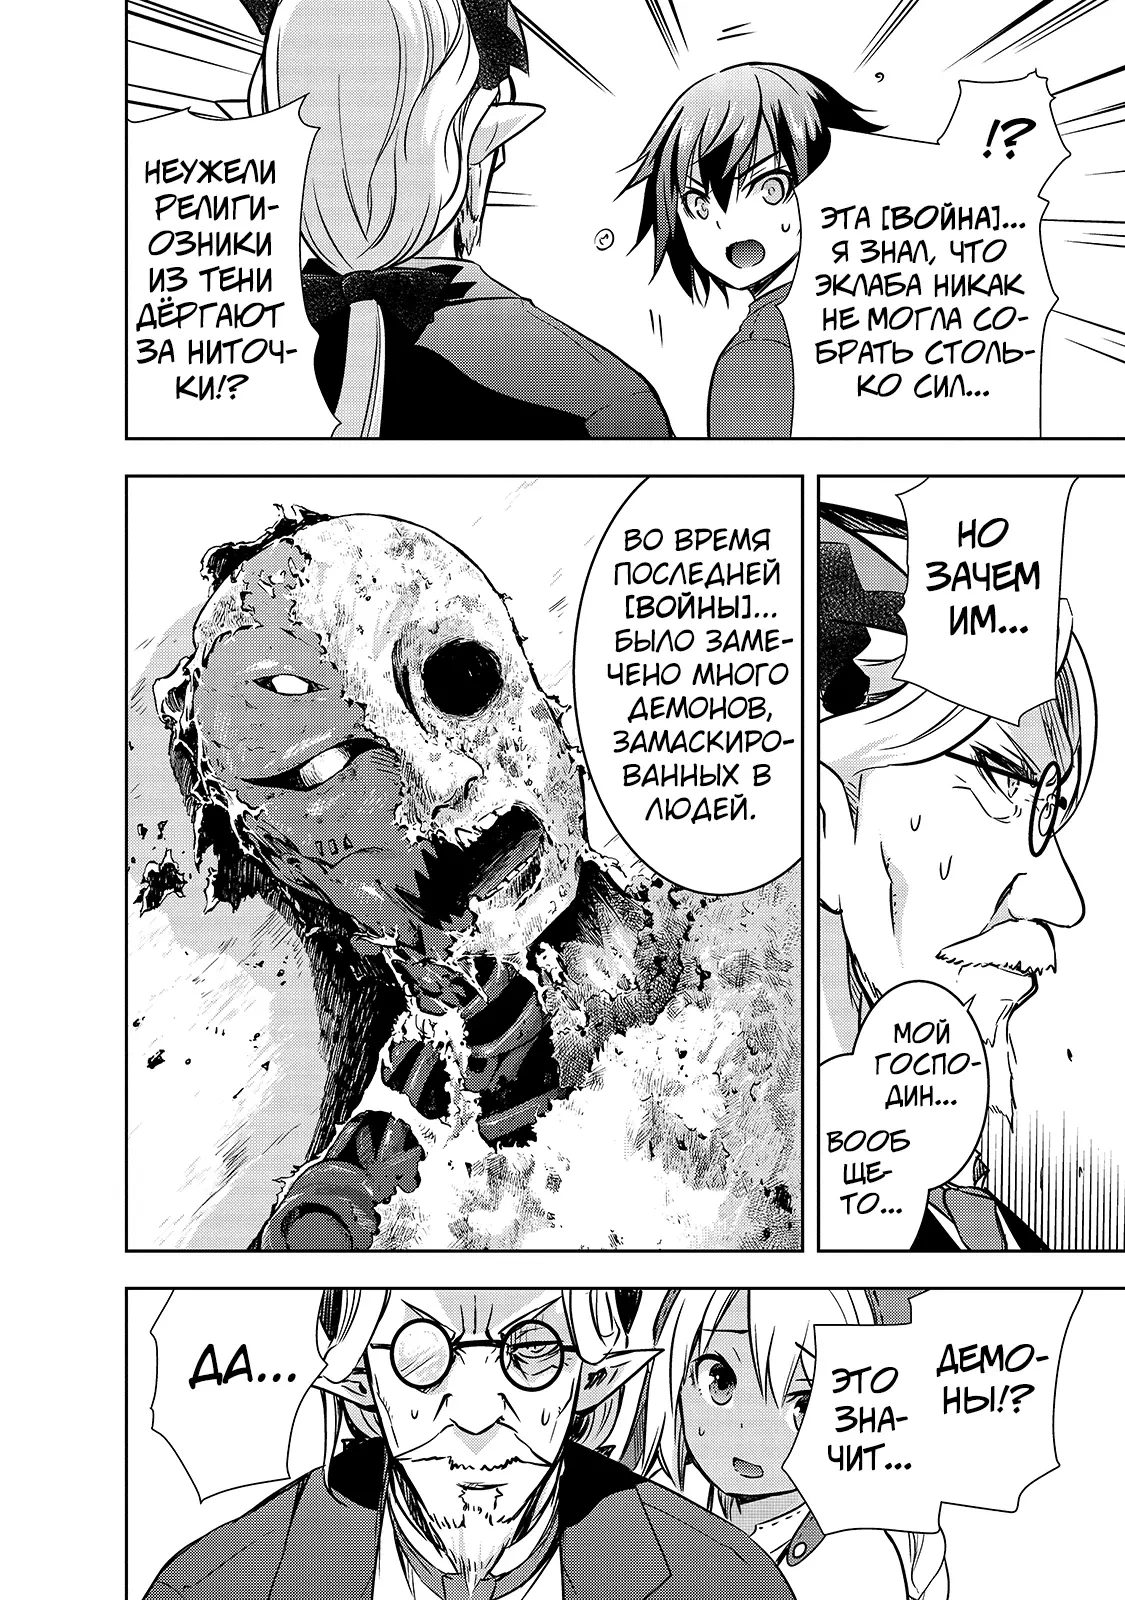 !?
ЭТА [ВОЙНА]...
Я ЗНАЛ, ЧТО
ЭКЛАБА НИКАК
НЕ МОГЛА СО-
БРАТЬ СТОЛЬ-
КО СИЛ...
НЕУЖЕЛИ
РЕЛИГИ-
ОЗНИКИ
ИЗ ТЕНИ
ДЁРГАЮТ
ЗА НИТОЧ-
КИ!?
НО
ЗАЧЕМ
ИМ...
МОЙ
ГОСПО-
ДИН...
ВООБ
ЩЕ-
ТО...
ВО ВРЕМЯ
ПОСЛЕДНЕЙ
[ВОЙНЫ]...
БЫЛО ЗАМЕ-
ЧЕНО МНОГО
ДЕМОНОВ,
ЗАМАСКИРО-
ВАННЫХ В
ЛЮДЕЙ.
734
ДЕМО-
НЫ!?
ЭТО
ЗНА-
ЧИТ...
ДА...